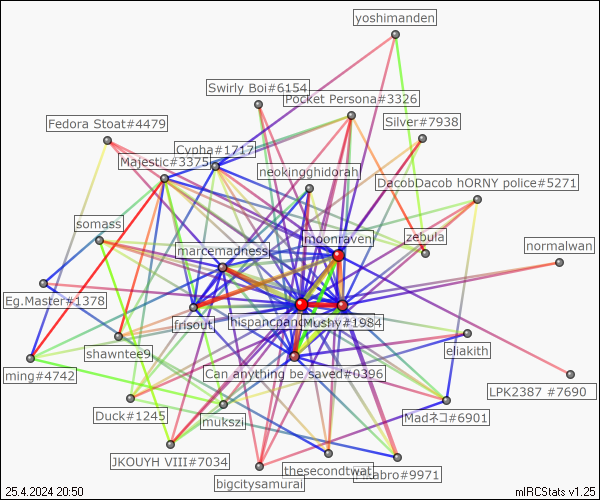 yoshimanden
Swirly Boi#6154
Pocket Persona#3326
Fedora Stoat#4479
Silver#7938
Cypha#1717
Majestic#3375
neokingghidorah
DacobDacob hORNY police#5271
somass
moonraven
zebula
marcemadness
normalwan
Eg.Master#1378
frisout
Mushy#1984
shawntee9
eliakith
ming#4742
Can anything be saved#0396
LPK2387 #7690
Duck#1245
mukszi
Madネコ#6901
JKOUYH VIII#7034
thesecondtwat
bigcitysamurai
25.4.2024 20:50
mIRCStats v1.25